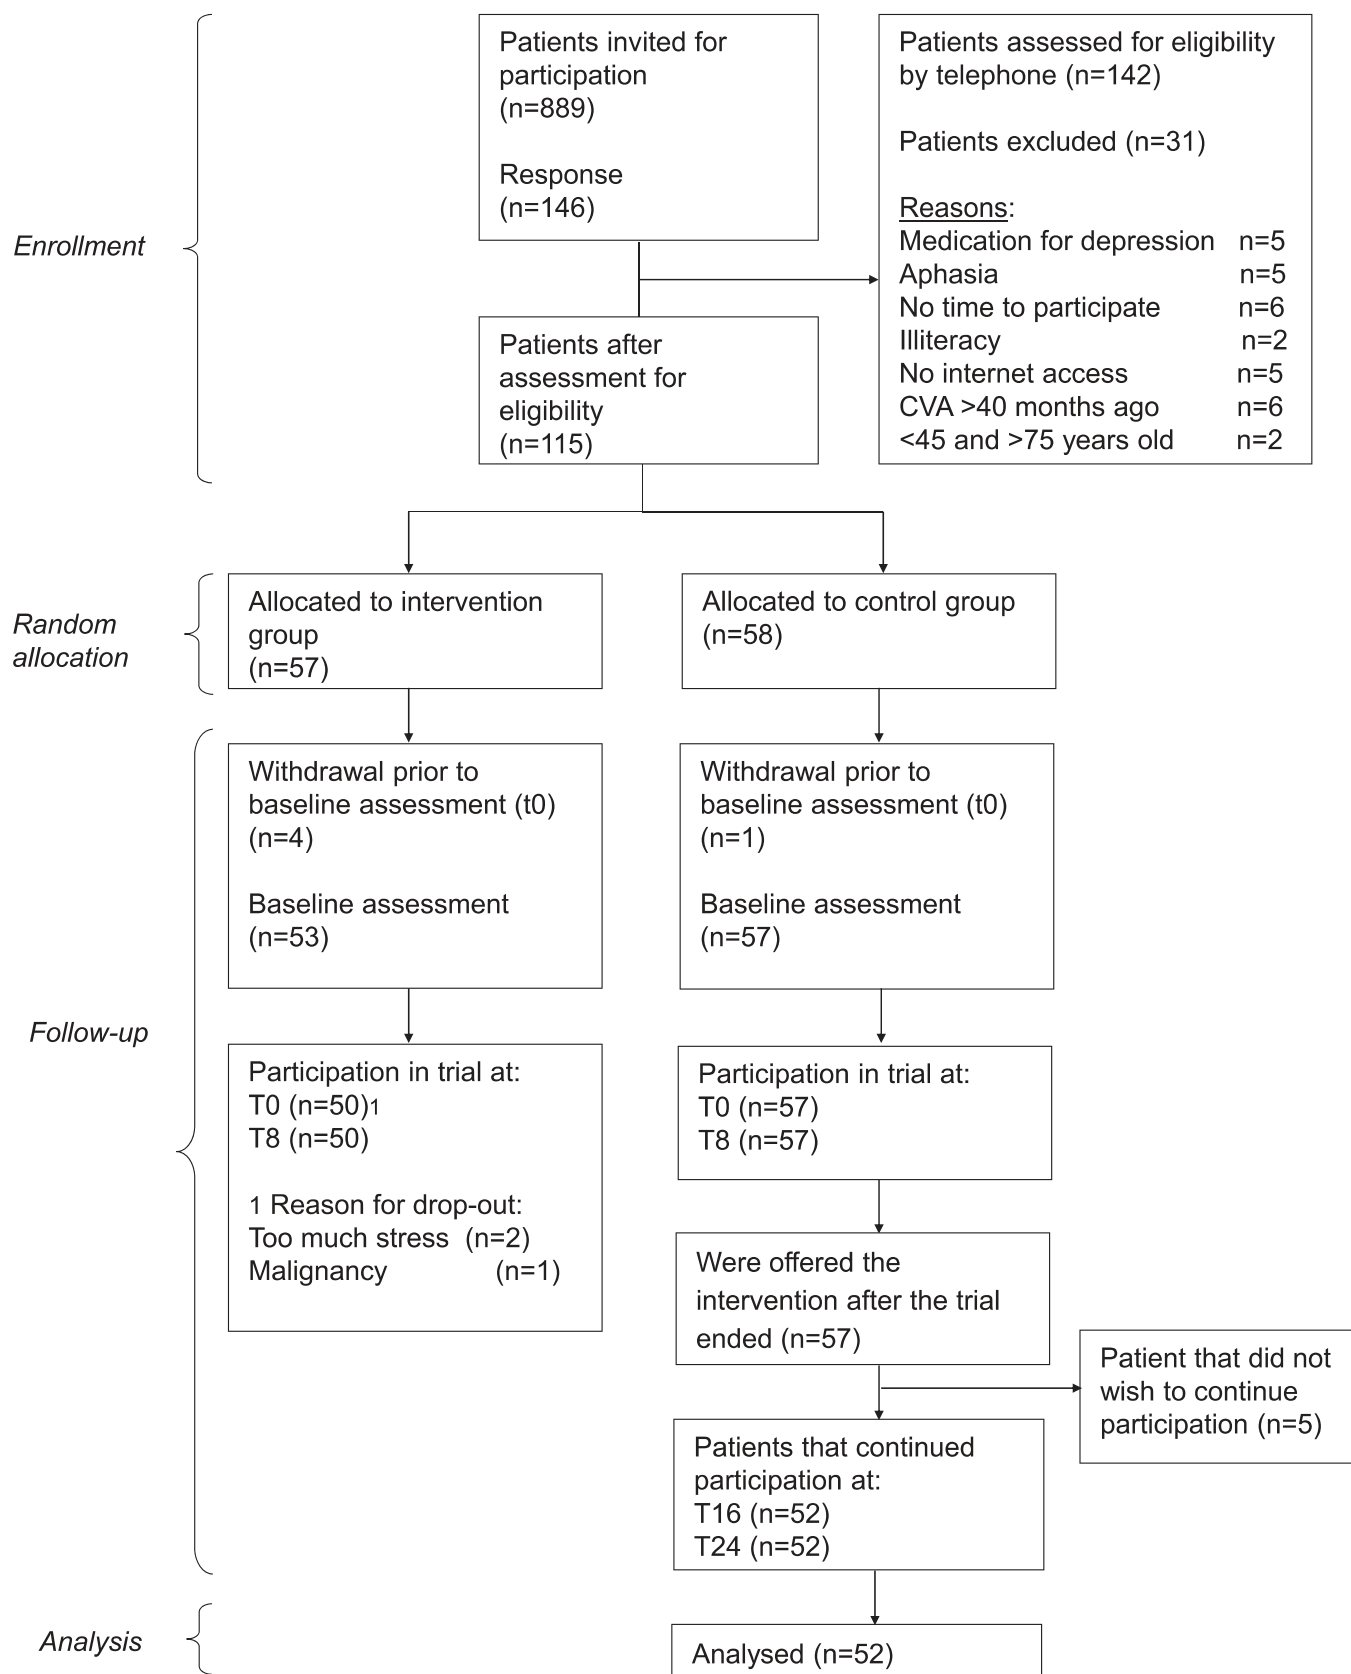 Enrollment
Patients invited for
participation
(n=889)
Response
(n=146)
Patients assessed for eligibility
by telephone (n=142)
Patients excluded (n=31)
Reasons:
Medication for depression n=5
Aphasia n=5
No time to participate n=6
Illiteracy n=2
No internet access n=5
CVA >40 months ago n=6
<45 and >75 years old n=2
Patients after
assessment for
eligibility
(n=115)
Random
allocation
Allocated to intervention
group
(n=57)
Allocated to control group
(n=58)
Follow-up
Withdrawal prior to
baseline assessment (t0)
(n=4)
Baseline assessment
(n=53)
Withdrawal prior to
baseline assessment (t0)
(n=1)
Baseline assessment
(n=57)
Participation in trial at:
T0 (n=50)1
T8 (n=50)
1 Reason for drop-out:
Too much stress (n=2)
Malignancy (n=1)
Participation in trial at:
T0 (n=57)
T8 (n=57)
Were offered the
intervention after the trial
ended (n=57)
Patient that did not
wish to continue
participation (n=5)
Patients that continued
participation at:
T16 (n=52)
T24 (n=52)
Analysis
Analysed (n=52)